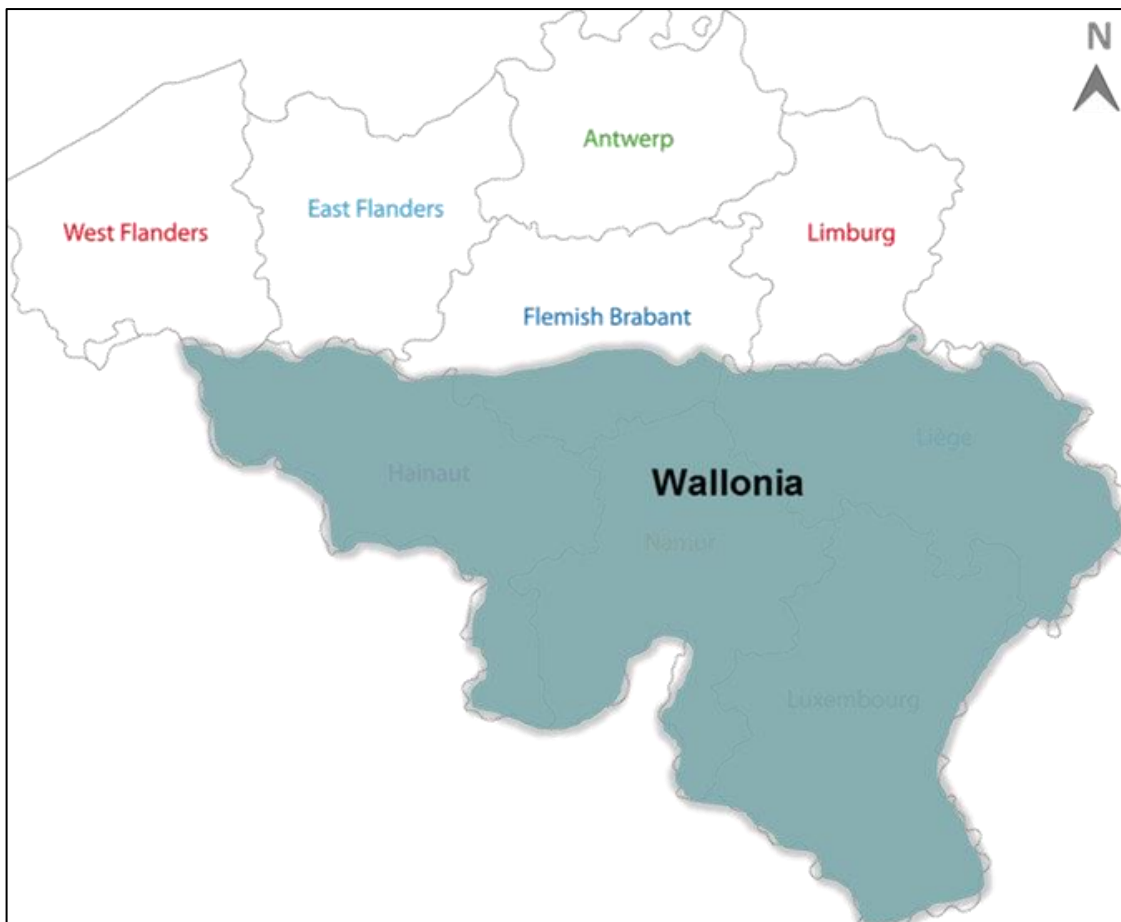 N
Antwerp
East Flanders
West Flanders
Limburg
Flemish Brabant
Liège
Hainaut
Wallonia
Namur
Luxembourg